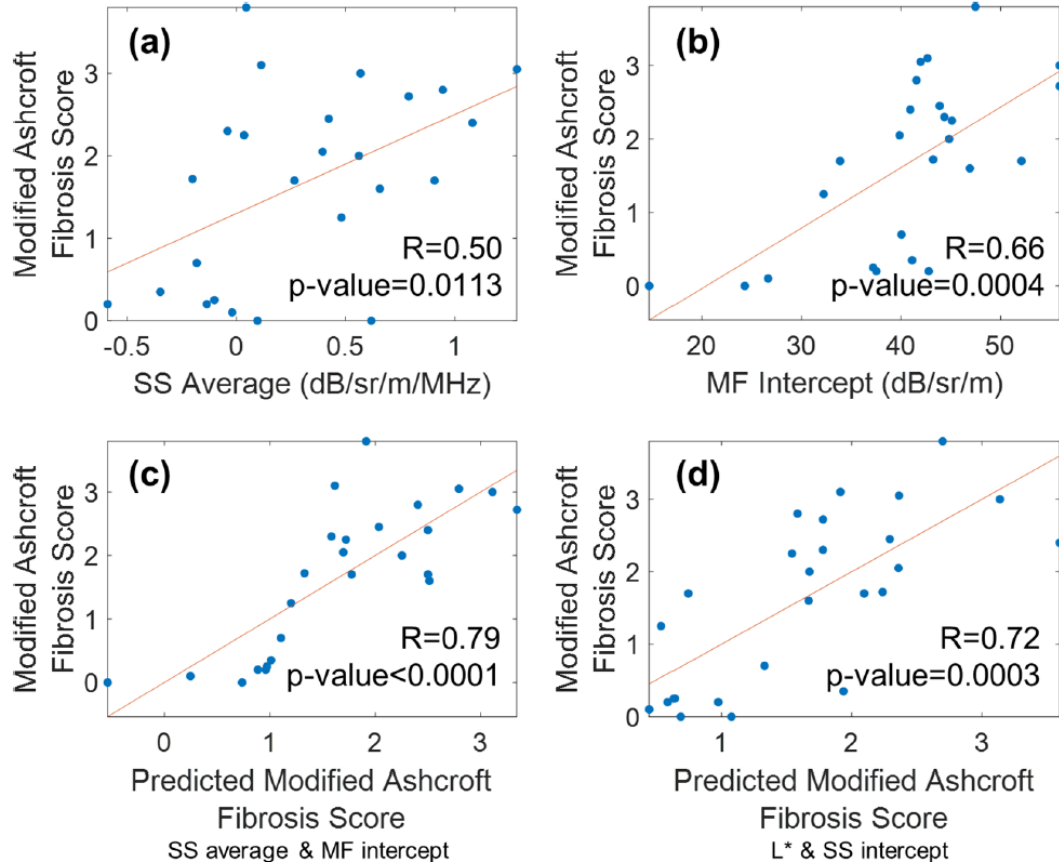 (a)
Modified Ashcroft
Fibrosis Score
3
2
1
0
R=0.50
p-value=0.0113
-0.5 0 0.5 1
SS Average (dB/sr/m/MHz)
(b)
Modified Ashcroft
Fibrosis Score
3
2
1
0
R=0.66
p-value=0.0004
20 30 40 50
MF Intercept (dB/sr/m)
(c)
Modified Ashcroft
Fibrosis Score
3
2
1
0
R=0.79
p-value<0.0001
0 1 2 3
Predicted Modified Ashcroft
Fibrosis Score
SS average & MF intercept
(d)
Modified Ashcroft
Fibrosis Score
3
2
1
0
R=0.72
p-value=0.0003
1 2 3
Predicted Modified Ashcroft
Fibrosis Score
L* & SS intercept